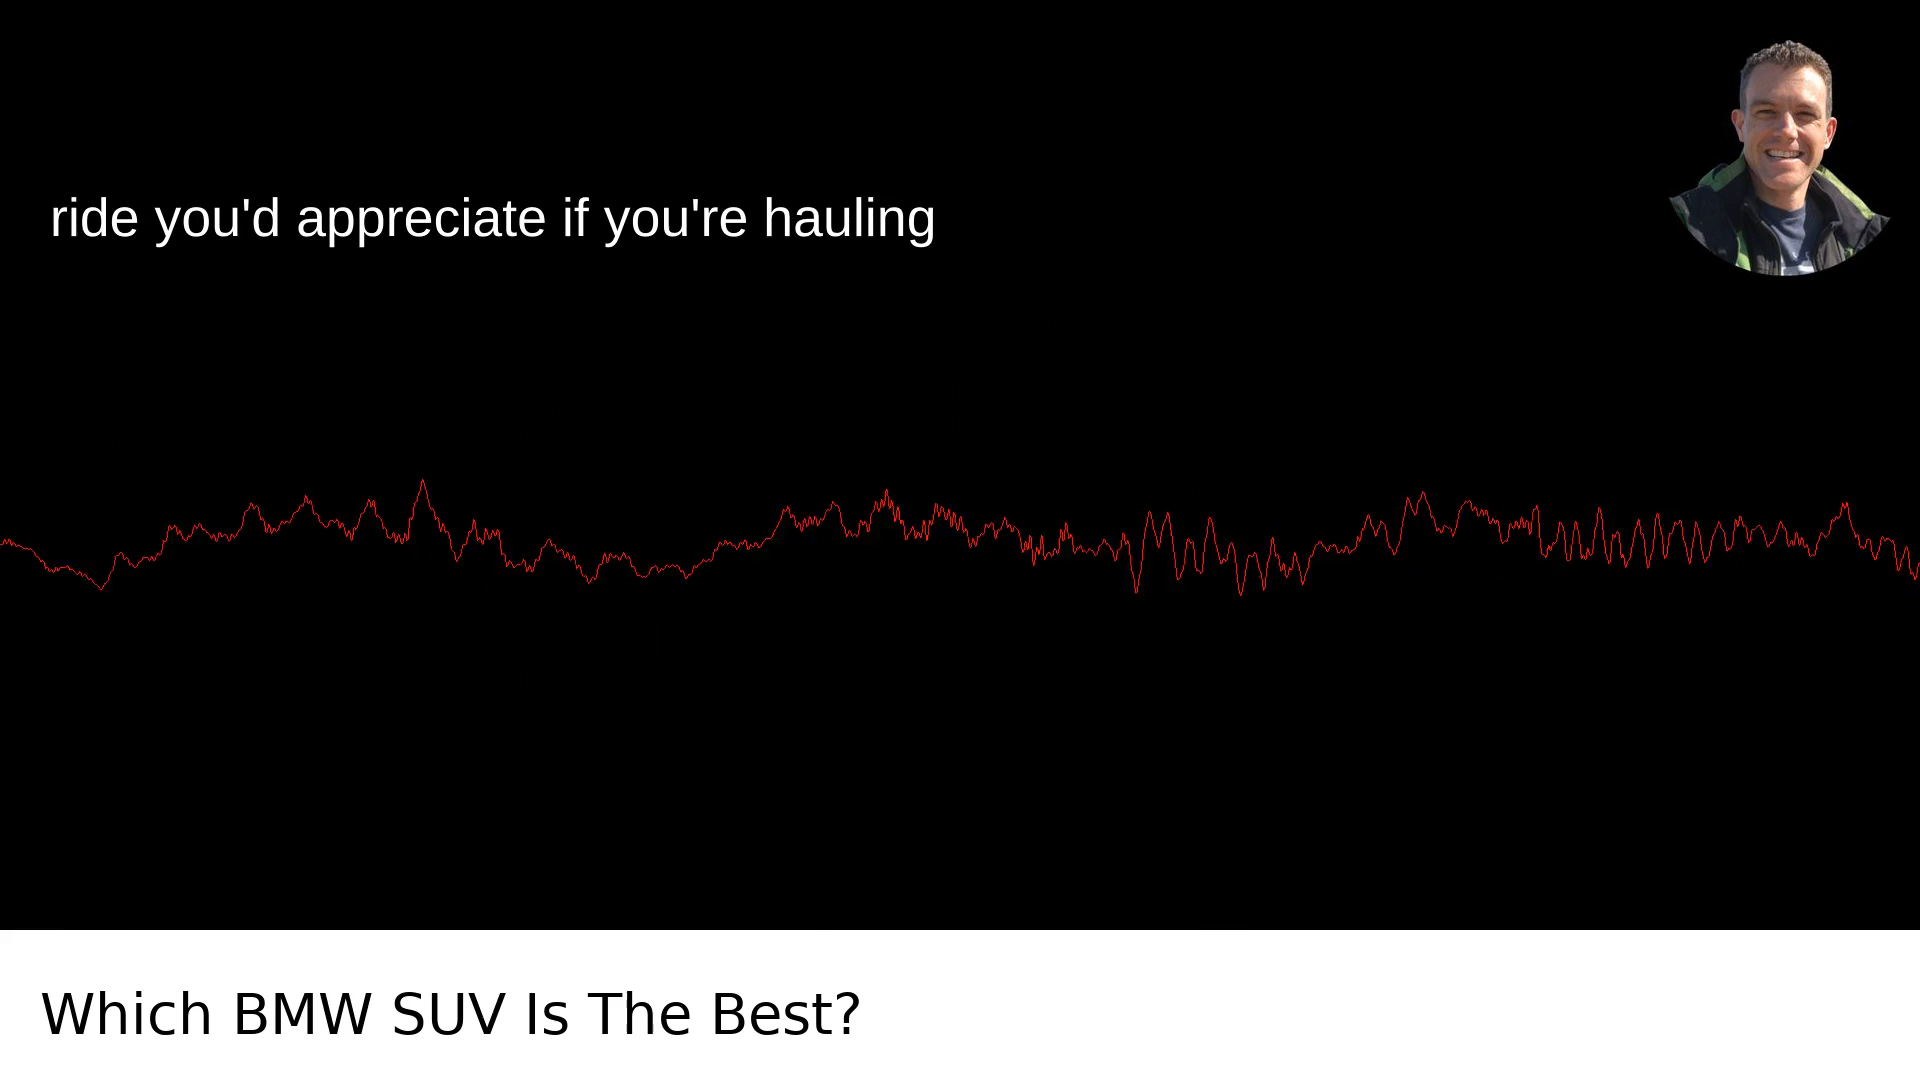 ride you'd appreciate if you're hauling
Which BMW SUV Is The Best?